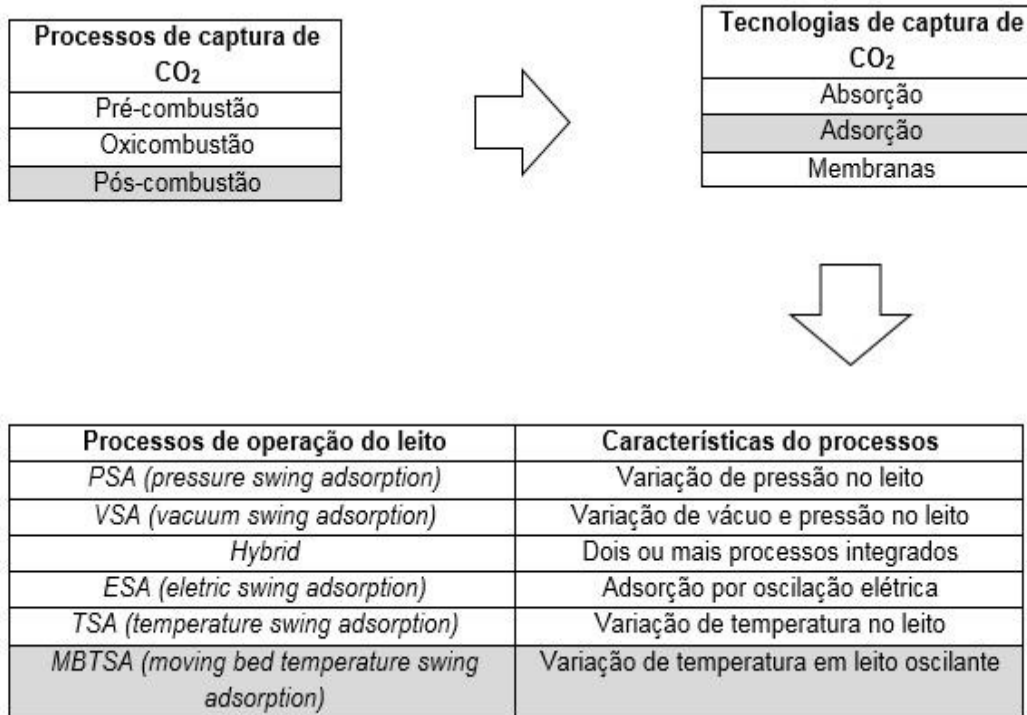 Processos de captura de
CO₂
Pré-combustão
Oxicombustão
Pós-combustão
Tecnologias de captura de
CO₂
Absorção
Adsorção
Membranas
Processos de operação do leito
Características do processos
PSA (pressure swing adsorption)
Variação de pressão no leito
VSA (vacuum swing adsorption)
Variação de vácuo e pressão no leito
Hybrid
Dois ou mais processos integrados
ESA (eletric swing adsorption)
Adsorção por oscilação elétrica
TSA (temperature swing adsorption)
Variação de temperatura no leito
MBTSA (moving bed temperature swing
adsorption)
Variação de temperatura em leito oscilante